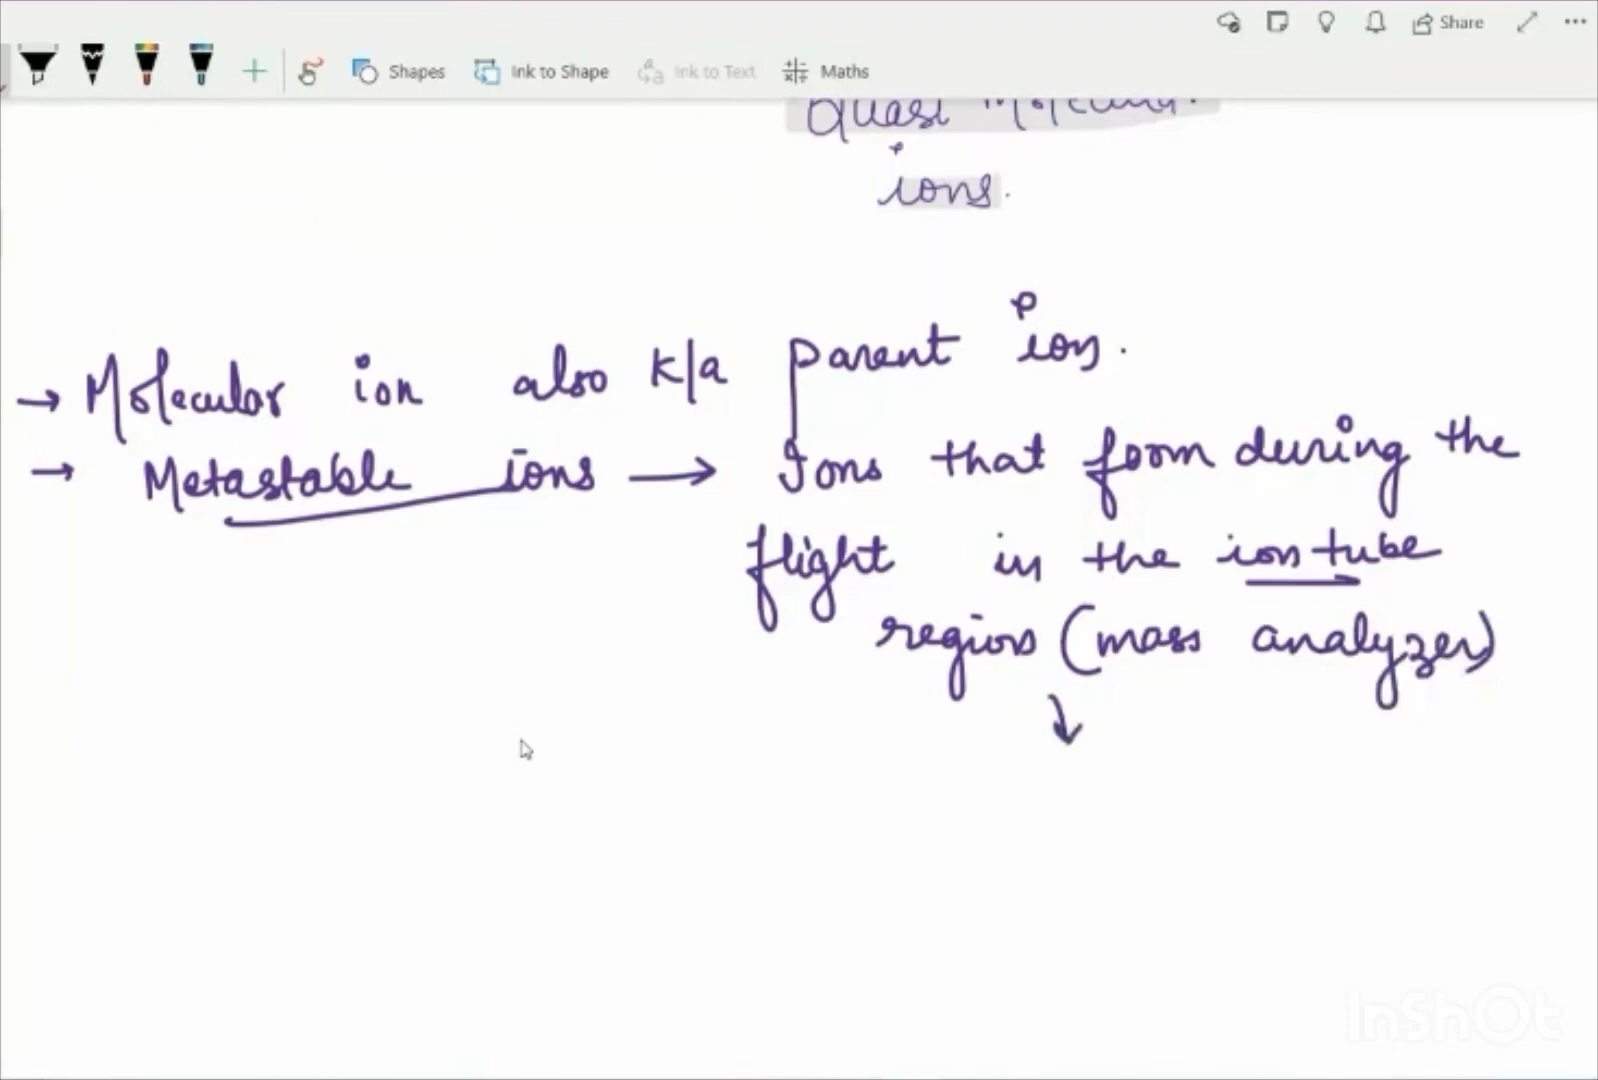 Share
Shapes
Ink to Shape
Ink to Text
Maths
Quasi
ions.
→ Molecular ion also k/a parent ion.
→ Metastable ions → Ions that form during the
flight in the ion tube
region (mass analyzer)
↓
InShOt